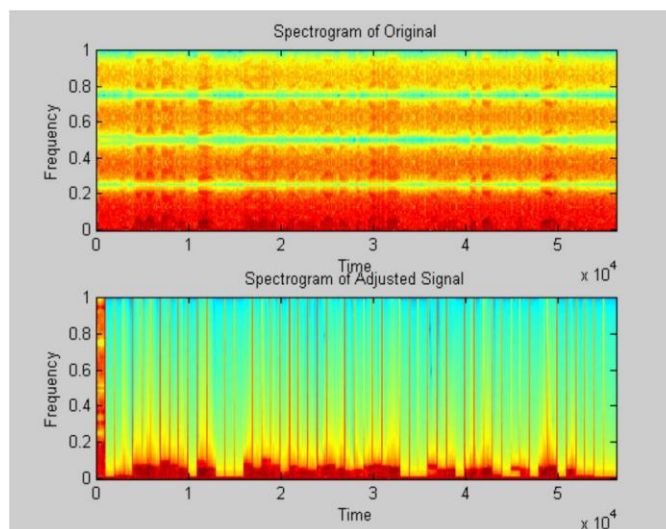 Spectrogram of Original
1
0.8
0.6
0.4
0.2
0
Frequency
0 1 2 3 4 5
Time
x 10^4
Spectrogram of Adjusted Signal
1
0.8
0.6
0.4
0.2
0
Frequency
0 1 2 3 4 5
Time
x 10^4